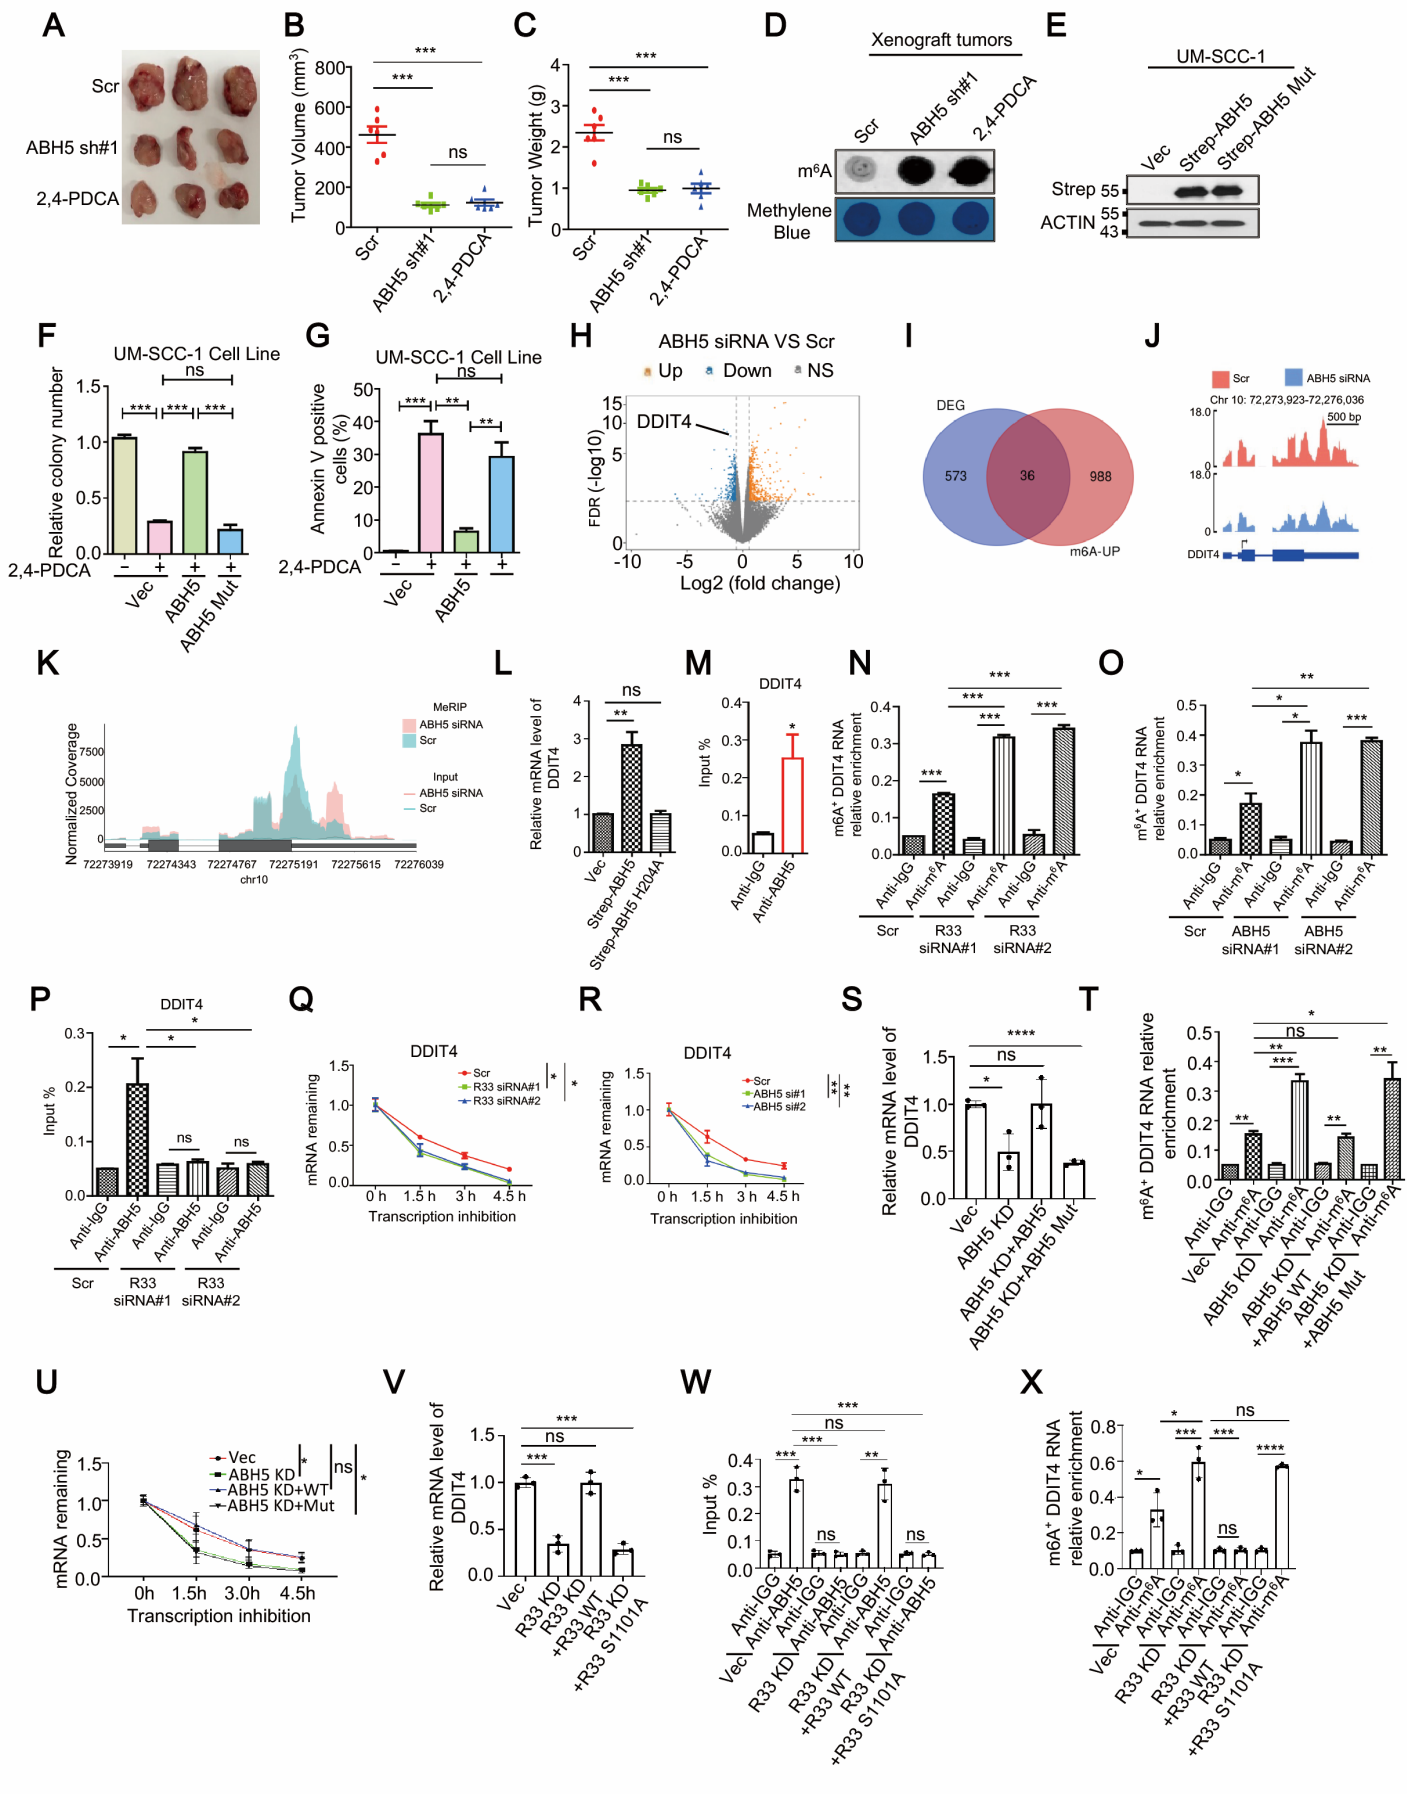 A
Scr
ABH5 sh#1
2,4-PDCA
B
Tumor Volume (mm³)
800
600
400
200
0
***
***
ns
Scr
ABH5 sh#1
2,4-PDCA
C
Tumor Weight (g)
4
3
2
1
0
***
***
ns
Scr
ABH5 sh#1
2,4-PDCA
D
Xenograft tumors
Scr
ABH5 sh#1
2,4-PDCA
m⁶A
Methylene
Blue
E
UM-SCC-1
Vec
Strep-ABH5
Strep-ABH5 Mut
Strep 55
ACTIN 55
43
F
UM-SCC-1 Cell Line
Relative colony number
1.5
1.0
0.5
0.0
ns
*** *** ***
2,4-PDCA − + + +
Vec
ABH5
ABH5 Mut
G
UM-SCC-1 Cell Line
Annexin V positive
cells (%)
50
40
30
20
10
0
ns
*** ** **
2,4-PDCA − + + +
Vec
ABH5
H
ABH5 siRNA VS Scr
Up Down NS
DDIT4
FDR (-log10)
15
10
5
0
-10 -5 0 5 10
Log2 (fold change)
I
DEG
573 36 988
m6A-UP
J
Scr ABH5 siRNA
Chr 10: 72,273,923-72,276,036
500 bp
18.0
0
18.0
0
DDIT4
K
Normalized Coverage
7500
5000
2500
0
MeRIP
ABH5 siRNA
Scr
Input
ABH5 siRNA
Scr
72273919 72274343 72274767 72275191 72275615 72276039
chr10
L
Relative mRNA level of
DDIT4
4
3
2
1
0
ns
**
Vec
Strep-ABH5
Strep-ABH5 H204A
M
DDIT4
Input %
0.4
0.2
0.0
*
Anti-IgG
Anti-ABH5
N
m6A⁺ DDIT4 RNA
relative enrichment
0.4
0.3
0.2
0.1
0.0
***
***
*** *** ***
Anti-IgG
Anti-m⁶A
Anti-IgG
Anti-m⁶A
Anti-IgG
Anti-m⁶A
Scr R33 R33
siRNA#1 siRNA#2
O
m⁶A⁺ DDIT4 RNA
relative enrichment
0.5
0.4
0.3
0.2
0.1
0.0
**
*
* * ***
Anti-IgG
Anti-m⁶A
Anti-IgG
Anti-m⁶A
Anti-IgG
Anti-m⁶A
Scr ABH5 ABH5
siRNA#1 siRNA#2
P
DDIT4
Input %
0.3
0.2
0.1
0.0
*
* *
ns ns
Anti-IgG
Anti-ABH5
Anti-IgG
Anti-ABH5
Anti-IgG
Anti-ABH5
Scr R33 R33
siRNA#1 siRNA#2
Q
DDIT4
mRNA remaining
1.5
1.0
0.5
0.0
Scr
R33 siRNA#1
R33 siRNA#2
* *
0 h 1.5 h 3 h 4.5 h
Transcription inhibition
R
DDIT4
mRNA remaining
1.5
1.0
0.5
0.0
Scr
ABH5 si#1
ABH5 si#2
** **
0 h 1.5 h 3 h 4.5 h
Transcription inhibition
S
Relative mRNA level of
DDIT4
1.5
1.0
0.5
0.0
****
ns
*
Vec
ABH5 KD
ABH5 KD+ABH5
ABH5 KD+ABH5 Mut
T
m⁶A⁺ DDIT4 RNA relative
enrichment
0.5
0.4
0.3
0.2
0.1
0.0
*
ns
**
***
** ** **
Anti-IGG
Anti-m⁶A
Anti-IGG
Anti-m⁶A
Anti-IGG
Anti-m⁶A
Anti-IGG
Anti-m⁶A
Vec
ABH5 KD
ABH5 KD
+ABH5 WT
ABH5 KD
+ABH5 Mut
U
mRNA remaining
1.5
1.0
0.5
0.0
Vec
ABH5 KD
ABH5 KD+WT
ABH5 KD+Mut
* ns *
0h 1.5h 3.0h 4.5h
Transcription inhibition
V
Relative mRNA level of
DDIT4
1.5
1.0
0.5
0.0
***
ns
***
Vec
R33 KD
R33 KD
+R33 WT
R33 KD
+R33 S1101A
W
Input %
0.4
0.3
0.2
0.1
0.0
***
ns
***
*** **
ns ns
Anti-IGG
Anti-ABH5
Anti-IGG
Anti-ABH5
Anti-IGG
Anti-ABH5
Anti-IGG
Anti-ABH5
Vec
R33 KD
R33 KD
+R33 WT
R33 KD
+R33 S1101A
X
m6A⁺ DDIT4 RNA
relative enrichment
0.8
0.6
0.4
0.2
0.0
* ns
*** ***
* ns ****
Anti-IGG
Anti-m⁶A
Anti-IGG
Anti-m⁶A
Anti-IGG
Anti-m⁶A
Anti-IGG
Anti-m⁶A
Vec
R33 KD
R33 KD
+R33 WT
R33 KD
+R33 S1101A